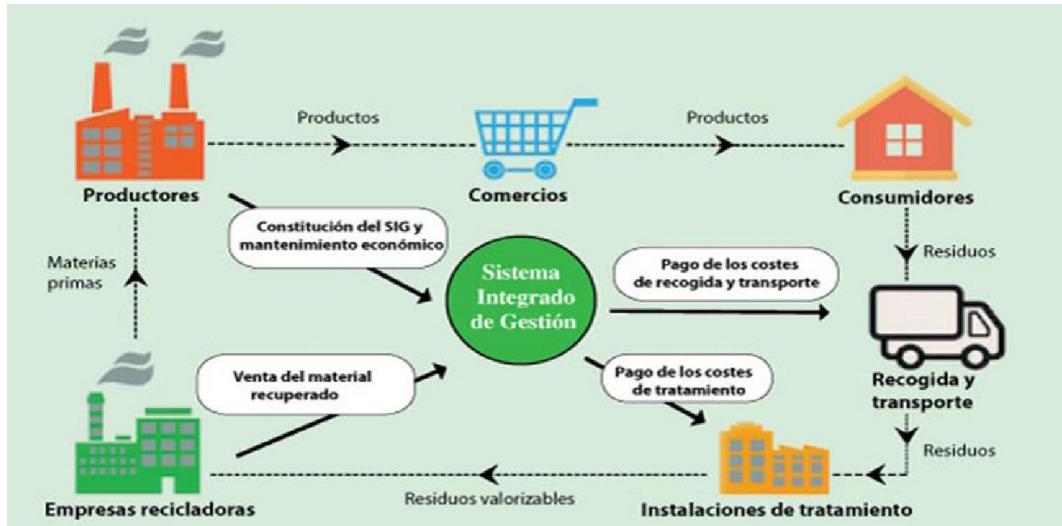 Productos
Productos
Productores
Comercios
Consumidores
Constitución del SIG y
mantenimiento económico
Materias
primas
Sistema
Integrado
de Gestión
Pago de los costes
de recogida y transporte
Residuos
Venta del material
recuperado
Pago de los costes
de tratamiento
Recogida y
transporte
Residuos
Residuos valorizables
Empresas recicladoras
Instalaciones de tratamiento